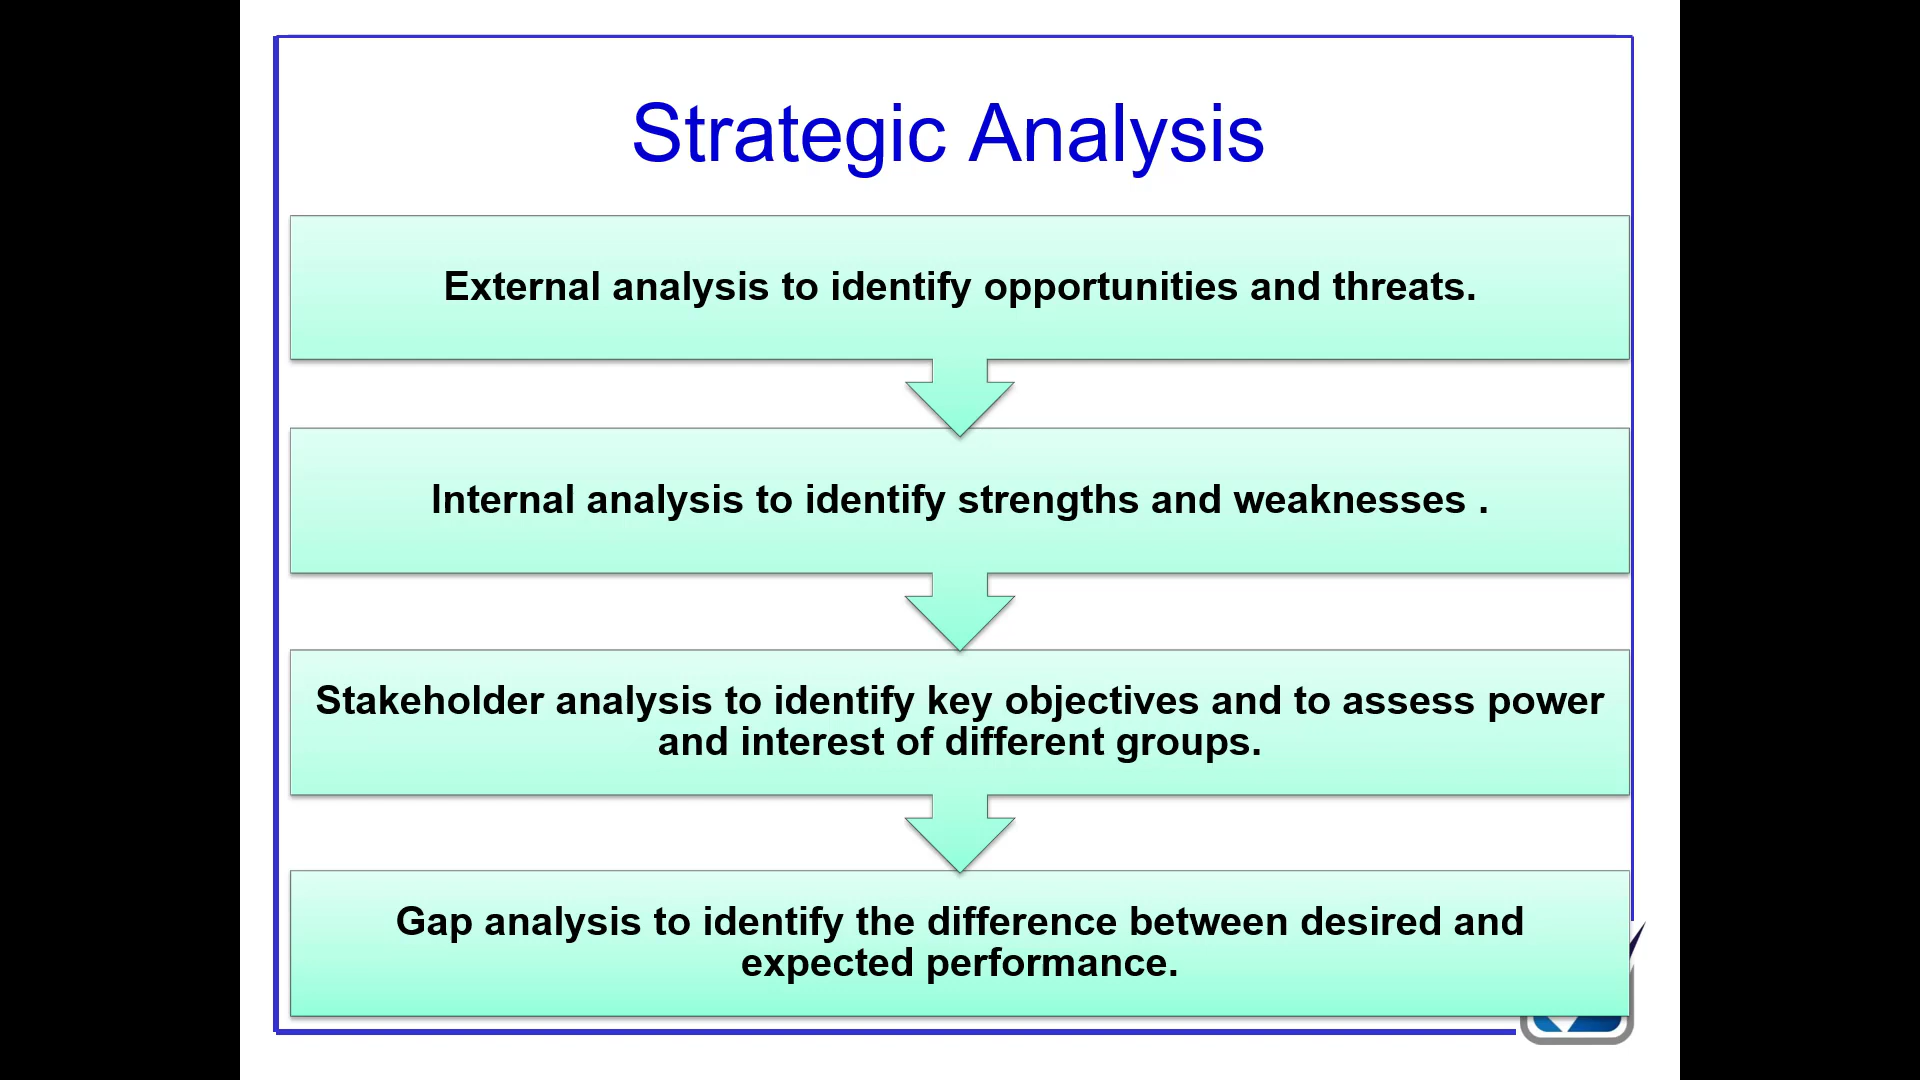 Strategic Analysis
External analysis to identify opportunities and threats.
Internal analysis to identify strengths and weaknesses .
Stakeholder analysis to identify key objectives and to assess power
and interest of different groups.
Gap analysis to identify the difference between desired and
expected performance.